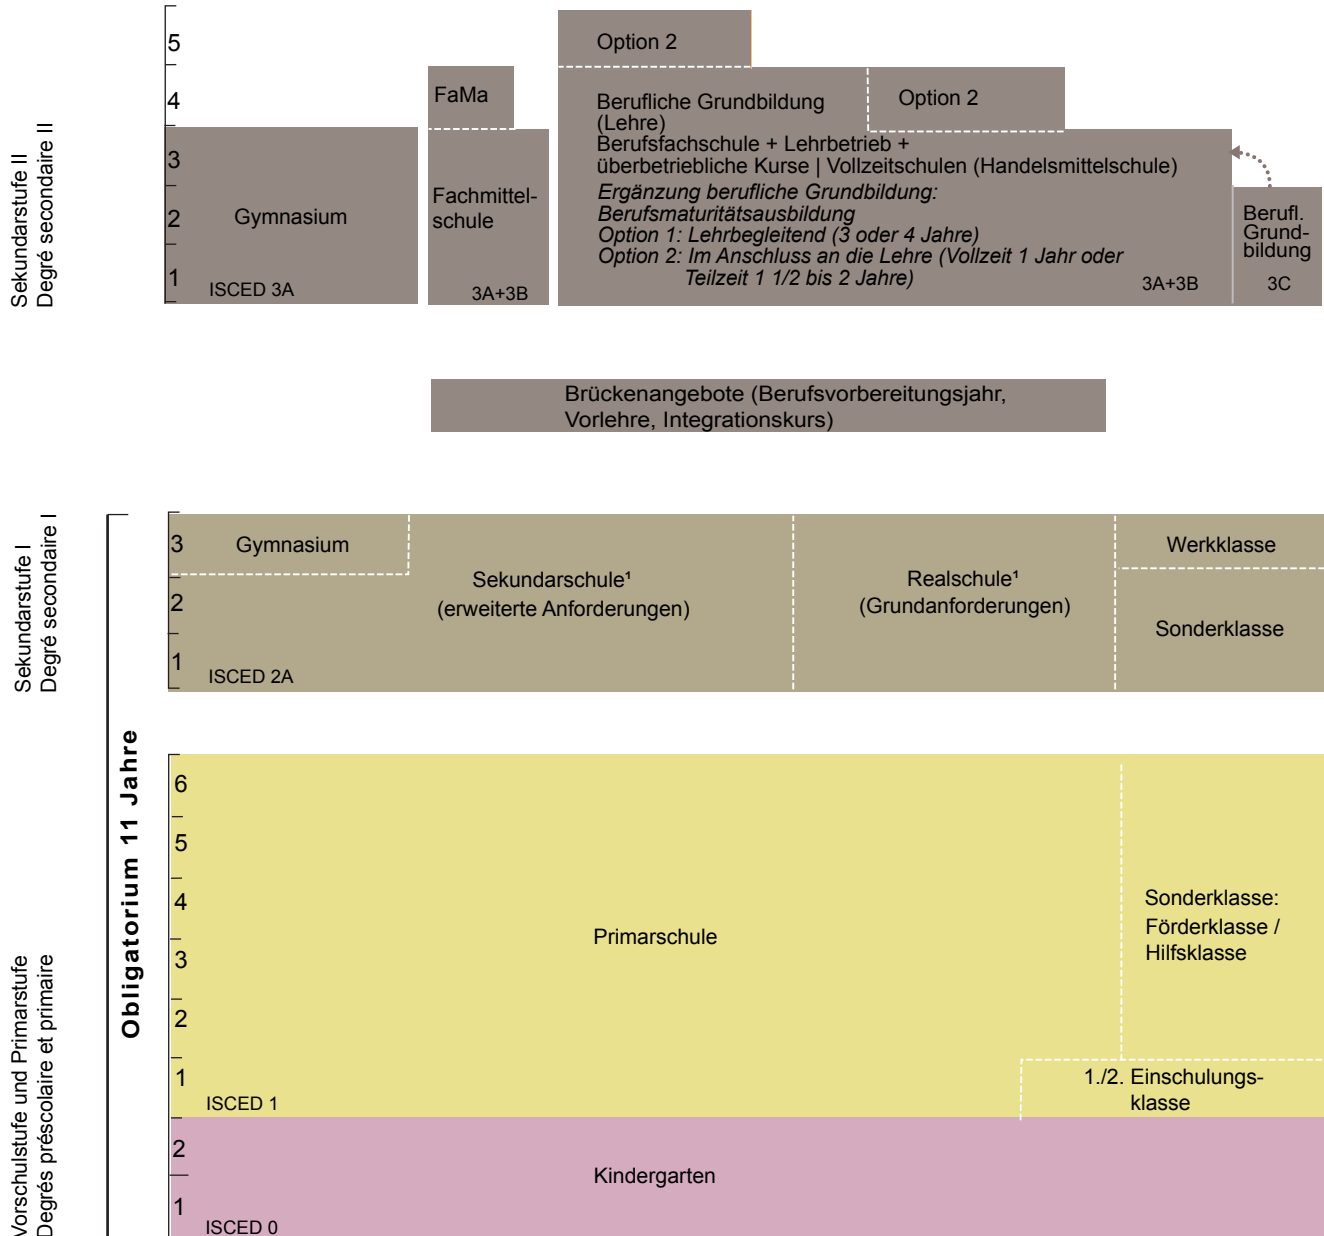 Sekundarstufe II
Degré secondaire II
5
4
3
2
1
Gymnasium
ISCED 3A
FaMa
Fachmittel-
schule
3A+3B
Option 2
Option 2
Berufliche Grundbildung
(Lehre)
Berufsfachschule + Lehrbetrieb +
überbetriebliche Kurse | Vollzeitschulen (Handelsmittelschule)
Ergänzung berufliche Grundbildung:
Berufsmaturitätsausbildung
Option 1: Lehrbegleitend (3 oder 4 Jahre)
Option 2: Im Anschluss an die Lehre (Vollzeit 1 Jahr oder
Teilzeit 1 1/2 bis 2 Jahre)
3A+3B
Berufl.
Grund-
bildung
3C
Brückenangebote (Berufsvorbereitungsjahr,
Vorlehre, Integrationskurs)
Sekundarstufe I
Degré secondaire I
Obligatorium 11 Jahre
3
2
1
Gymnasium
ISCED 2A
Sekundarschule¹
(erweiterte Anforderungen)
Realschule¹
(Grundanforderungen)
Werkklasse
Sonderklasse
Vorschulstufe und Primarstufe
Degrés préscolaire et primaire
6
5
4
3
2
1
ISCED 1
Primarschule
Sonderklasse:
Förderklasse /
Hilfsklasse
1./2. Einschulungs-
klasse
2
1
ISCED 0
Kindergarten